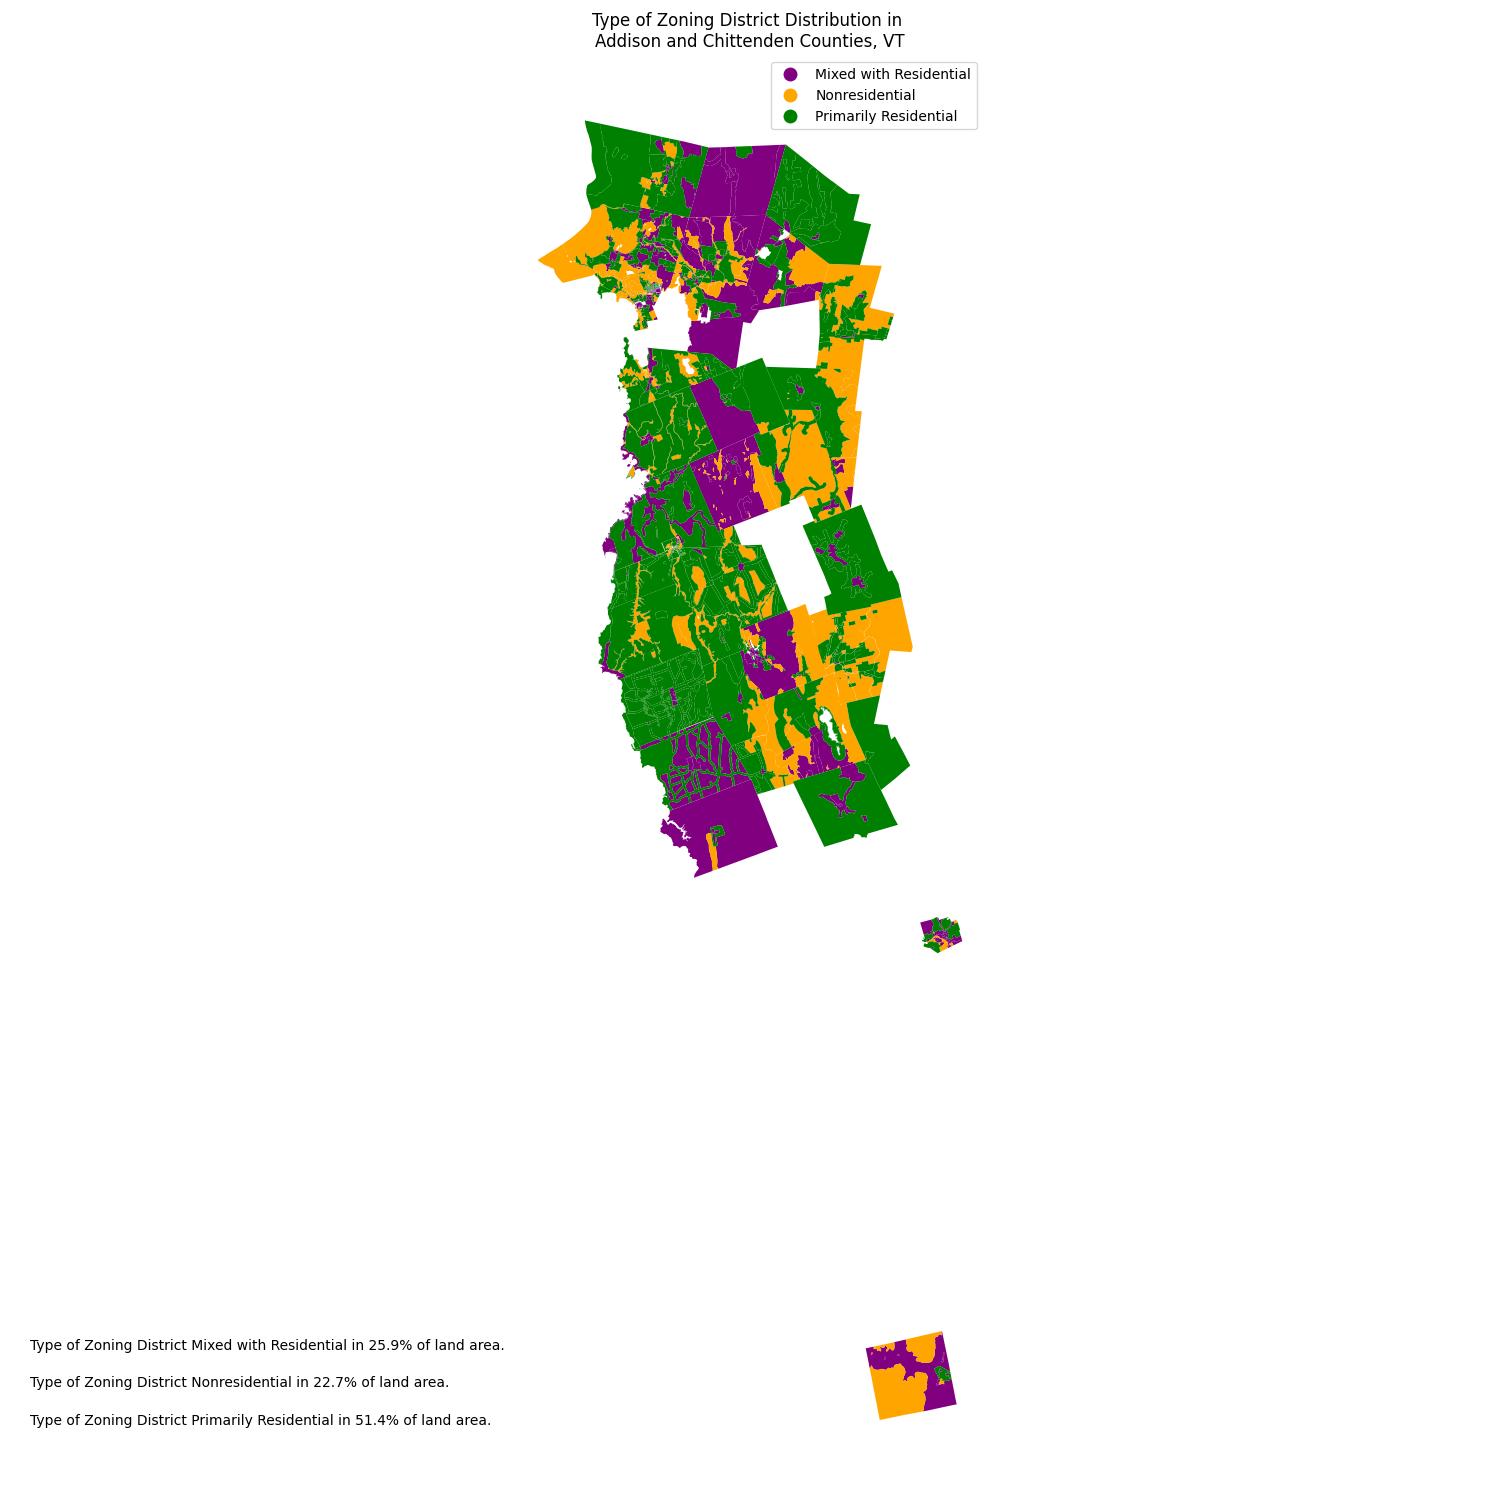 Type of Zoning District Distribution in
Addison and Chittenden Counties, VT
Mixed with Residential
Nonresidential
Primarily Residential
Type of Zoning District Mixed with Residential in 25.9% of land area.
Type of Zoning District Nonresidential in 22.7% of land area.
Type of Zoning District Primarily Residential in 51.4% of land area.